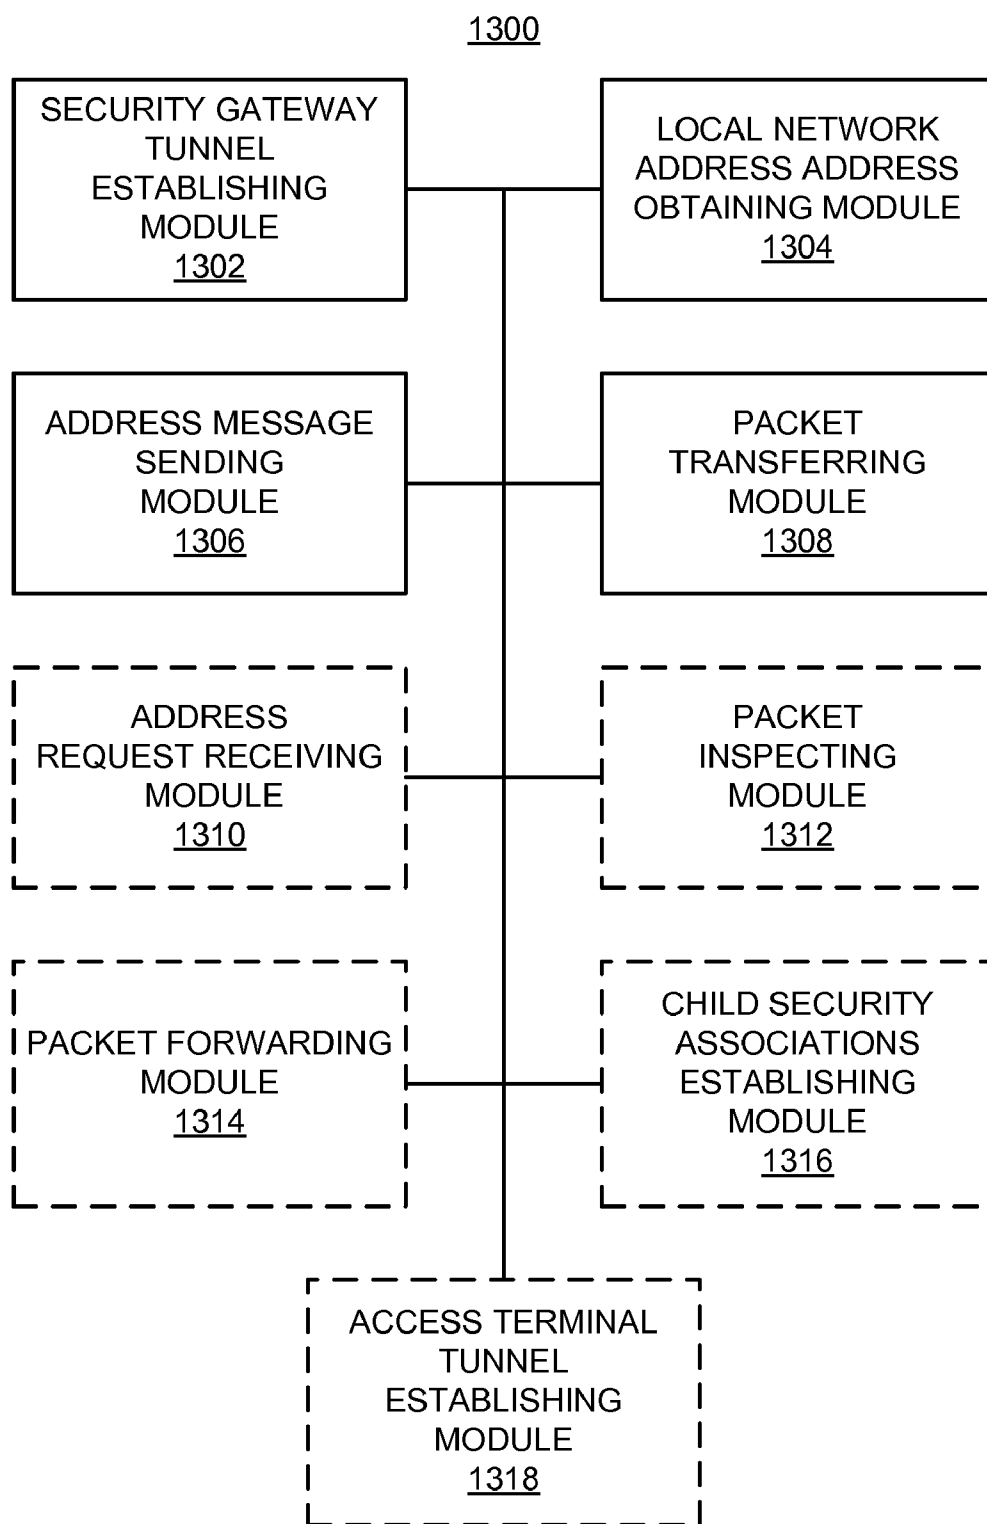 1300
SECURITY GATEWAY
TUNNEL
ESTABLISHING
MODULE
1302
LOCAL NETWORK
ADDRESS ADDRESS
OBTAINING MODULE
1304
ADDRESS MESSAGE
SENDING
MODULE
1306
PACKET
TRANSFERRING
MODULE
1308
ADDRESS
REQUEST RECEIVING
MODULE
1310
PACKET
INSPECTING
MODULE
1312
PACKET FORWARDING
MODULE
1314
CHILD SECURITY
ASSOCIATIONS
ESTABLISHING
MODULE
1316
ACCESS TERMINAL
TUNNEL
ESTABLISHING
MODULE
1318